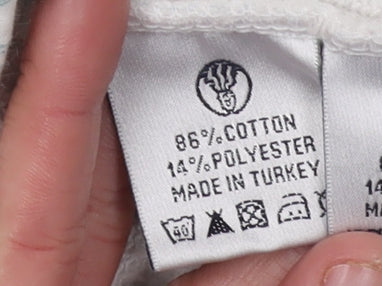 86% COTTON
14% POLYESTER
MADE IN TURKEY
40